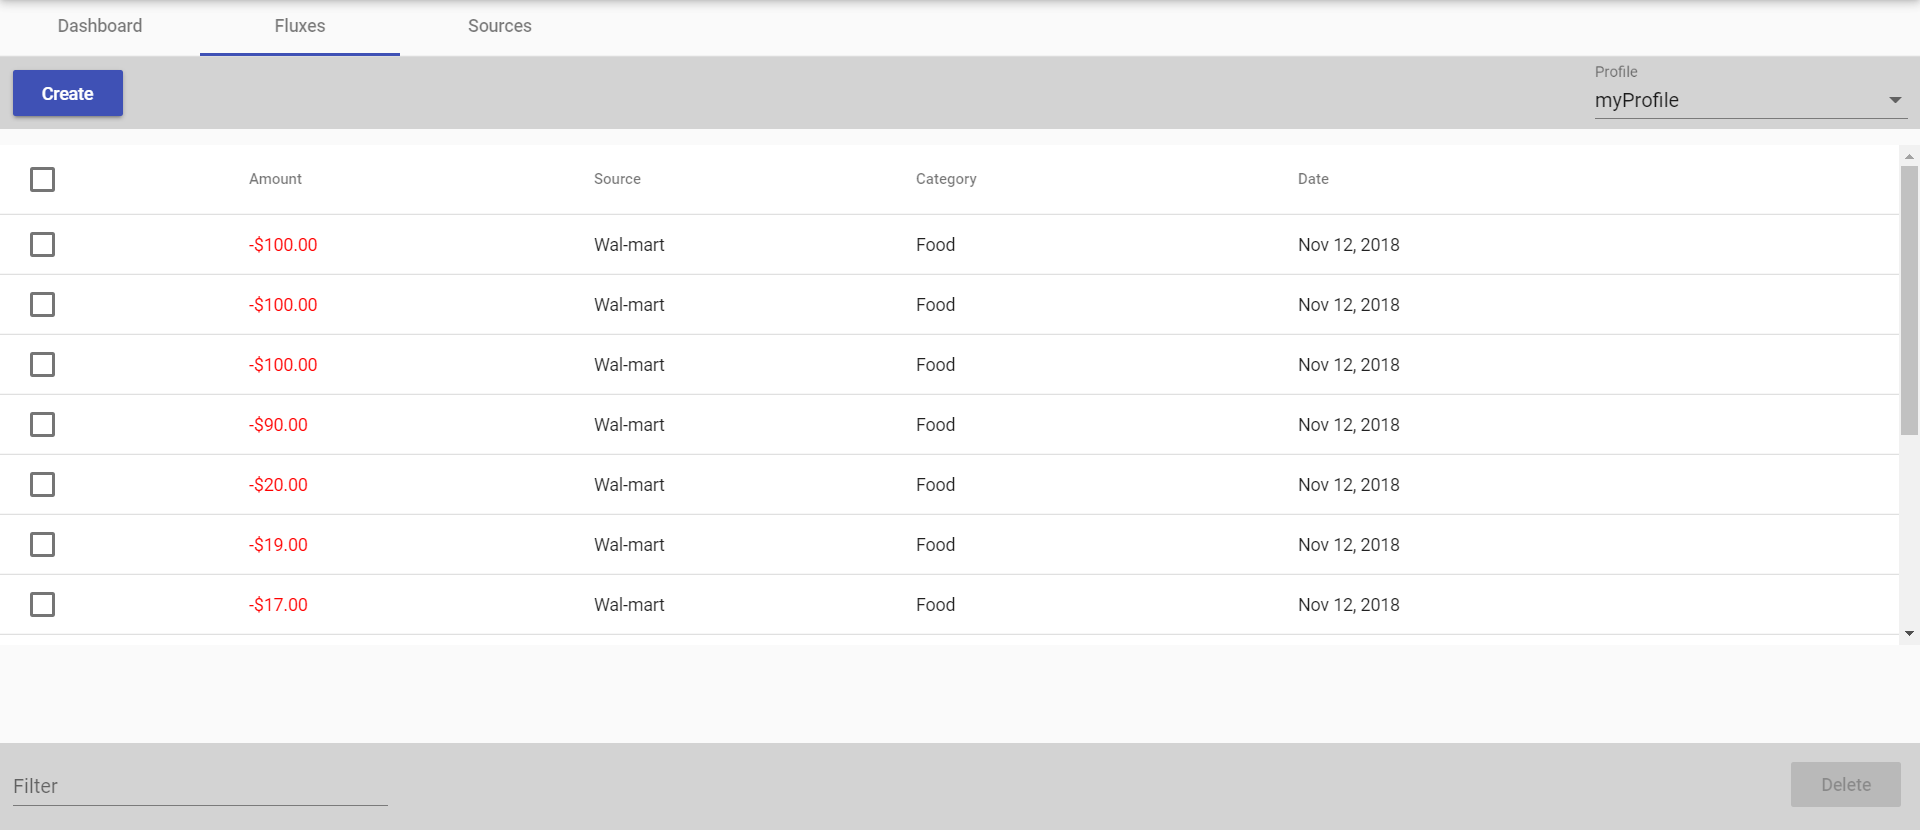 Dashboard Fluxes Sources
Profile
Create myProfile
Amount Source Category Date
-$100.00 Wal-mart Food Nov 12, 2018
-$100.00 Wal-mart Food Nov 12, 2018
-$100.00 Wal-mart Food Nov 12, 2018
-$90.00 Wal-mart Food Nov 12, 2018
-$20.00 Wal-mart Food Nov 12, 2018
-$19.00 Wal-mart Food Nov 12, 2018
-$17.00 Wal-mart Food Nov 12, 2018
Filter Delete